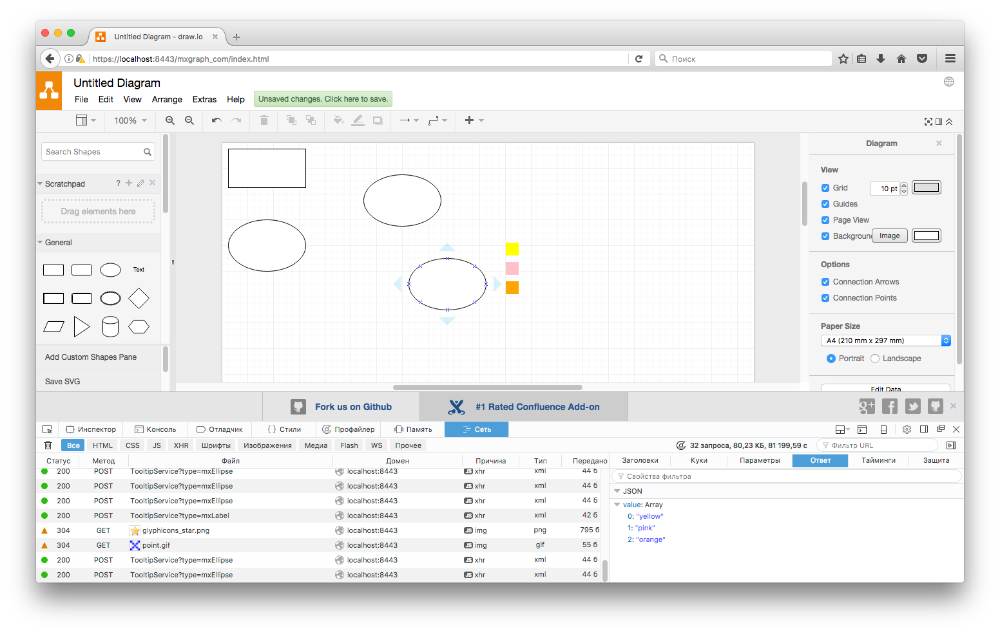 Untitled Diagram - draw.io
https://localhost:8443/mxgraph_com/index.html
Поиск
Untitled Diagram
File Edit View Arrange Extras Help Unsaved changes. Click here to save.
100%
Search Shapes
Scratchpad
?
Drag elements here
General
Text
Add Custom Shapes Pane
Save SVG
Diagram
View
Grid 10 pt
Guides
Page View
Background Image
Options
Connection Arrows
Connection Points
Paper Size
A4 (210 mm x 297 mm)
Portrait Landscape
Edit Data
Fork us on Github #1 Rated Confluence Add-on
g+
Инспектор Консоль Отладчик { } Стили Профайлер Память Сеть
Все HTML CSS JS XHR Шрифты Изображения Медиа Flash WS Прочее 32 запроса, 80,23 КБ, 81 199,59 с Фильтр URL
Статус Метод Файл Домен Причина Тип Передано
200 POST TooltipService?type=mxEllipse localhost:8443 JS xhr xml 44 б
200 POST TooltipService?type=mxEllipse localhost:8443 JS xhr xml 44 б
200 POST TooltipService?type=mxEllipse localhost:8443 JS xhr xml 44 б
200 POST TooltipService?type=mxLabel localhost:8443 JS xhr xml 42 б
304 GET glyphicons_star.png localhost:8443 JS img png 795 б
304 GET point.gif localhost:8443 JS img gif 55 б
200 POST TooltipService?type=mxEllipse localhost:8443 JS xhr xml 44 б
200 POST TooltipService?type=mxEllipse localhost:8443 JS xhr xml 44 б
Заголовки Куки Параметры Ответ Тайминги Защита
Свойства фильтра
JSON
value: Array
0: "yellow"
1: "pink"
2: "orange"